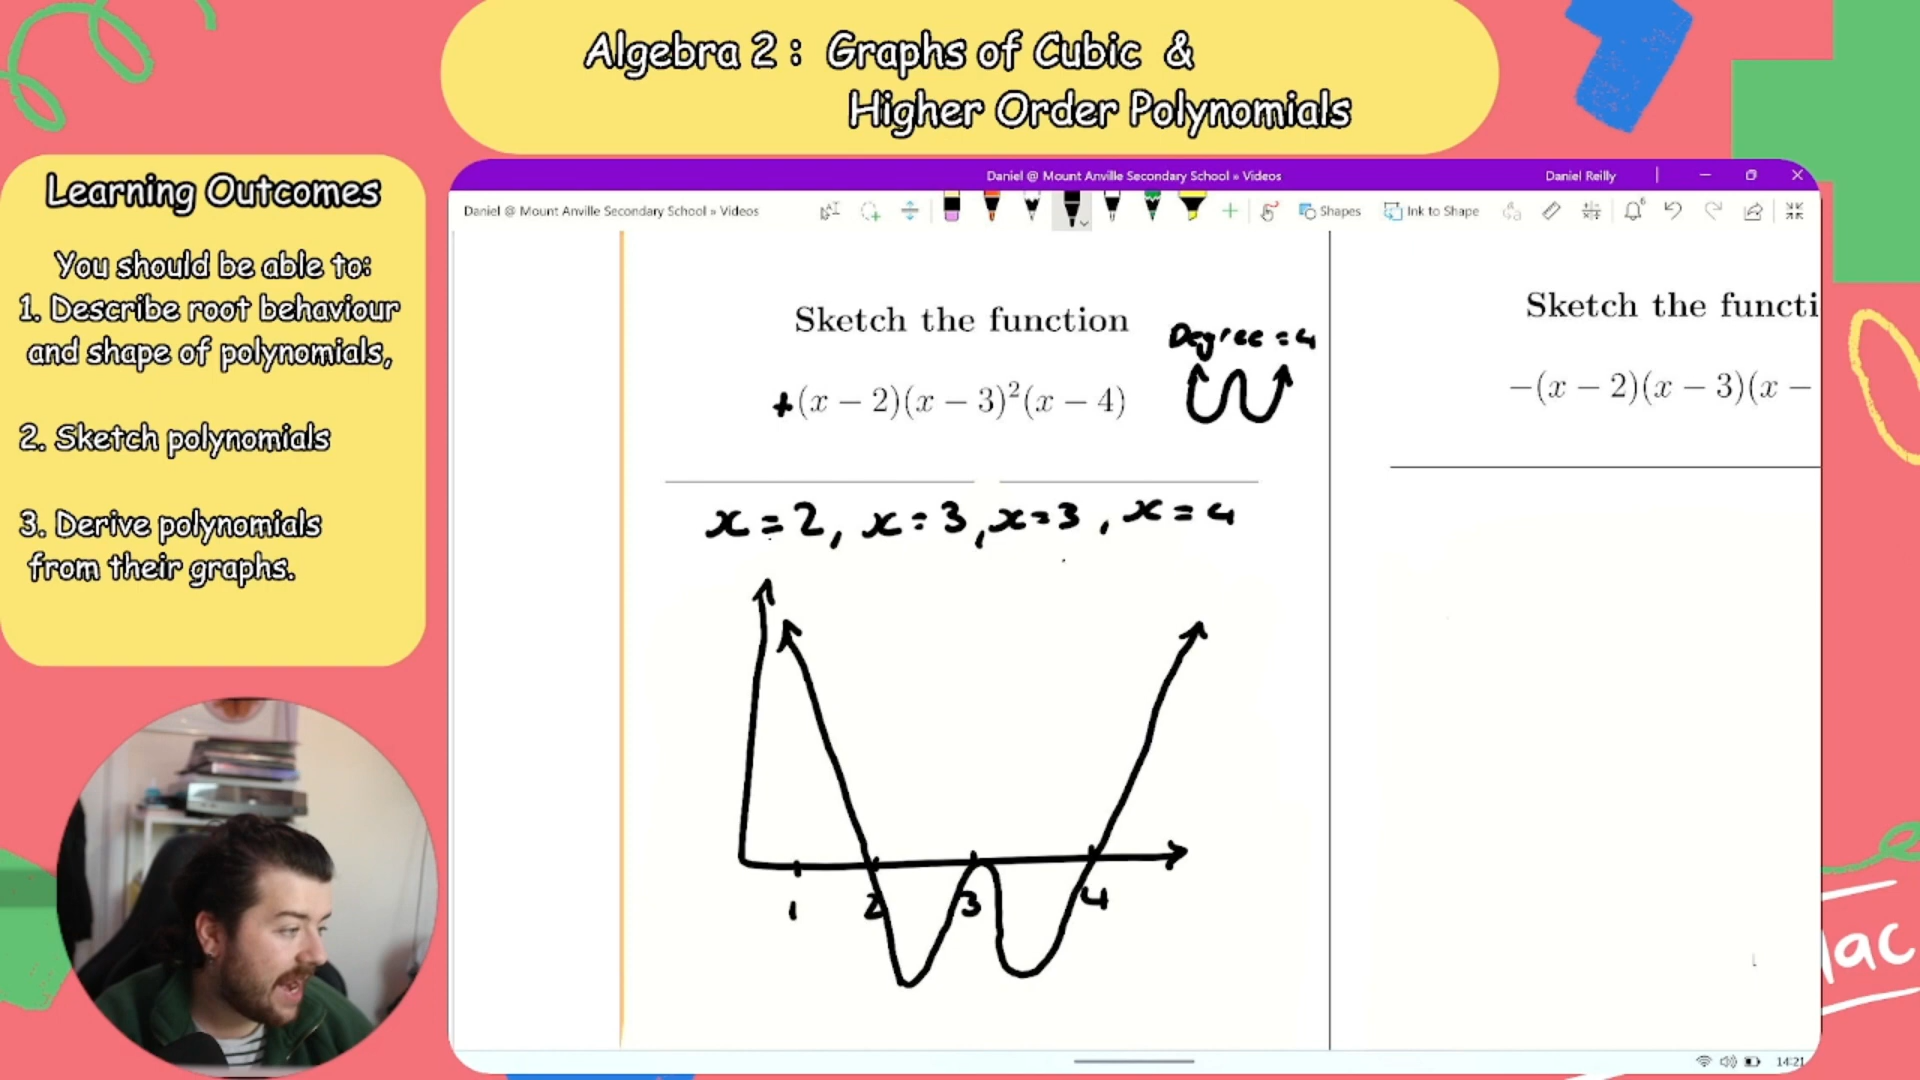 Algebra 2 : Graphs of Cubic &
Higher Order Polynomials
Learning Outcomes
You should be able to:
1. Describe root behaviour
and shape of polynomials,
2. Sketch polynomials
3. Derive polynomials
from their graphs.
Daniel @ Mount Anville Secondary School » Videos
Daniel Reilly
Daniel @ Mount Anville Secondary School » Videos
Shapes
Ink to Shape
6
Sketch the function
Degree = 4
+(x − 2)(x − 3)²(x − 4)
x = 2, x = 3, x = 3, x = 4
1 2 3 4
Sketch the functi
−(x − 2)(x − 3)(x −
ac
14:21